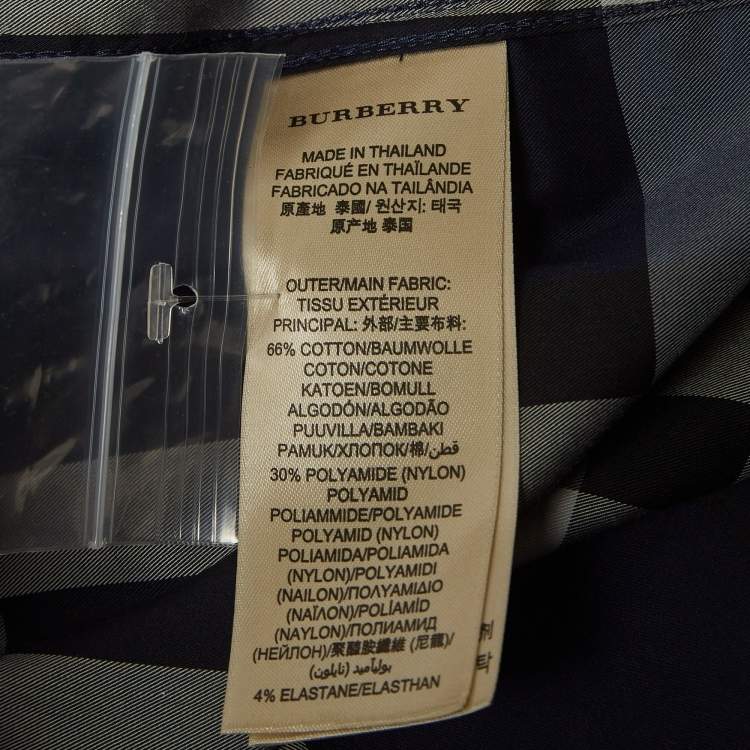 BURBERRY
MADE IN THAILAND
FABRIQUÉ EN THAÏLANDE
FABRICADO NA TAILÂNDIA
原產地 泰國/ 원산지: 태국
原产地 泰国
OUTER/MAIN FABRIC:
TISSU EXTÉRIEUR
PRINCIPAL: 外部/主要布料:
66% COTTON/BAUMWOLLE
COTON/COTONE
KATOEN/BOMULL
ALGODÓN/ALGODÃO
PUUVILLA/ΒΑΜΒΑΚΙ
PAMUK/ХЛОПОК/棉/قطن
30% POLYAMIDE (NYLON)
POLYAMID
POLIAMMIDE/POLYAMIDE
POLYAMID (NYLON)
POLIAMIDA/POLIAMIDA
(NYLON)/POLYAMIDI
(NAILON)/ΠΟΛΥΑΜΙΔΙΟ
(ΝΑΪΛΟΝ)/POLİAMİD
(NAYLON)/ПОЛИАМИД
(НЕЙЛОН)/聚醯胺纖維 (尼龍)/
بولياميد (نايلون)
4% ELASTANE/ELASTHAN
剂
탁